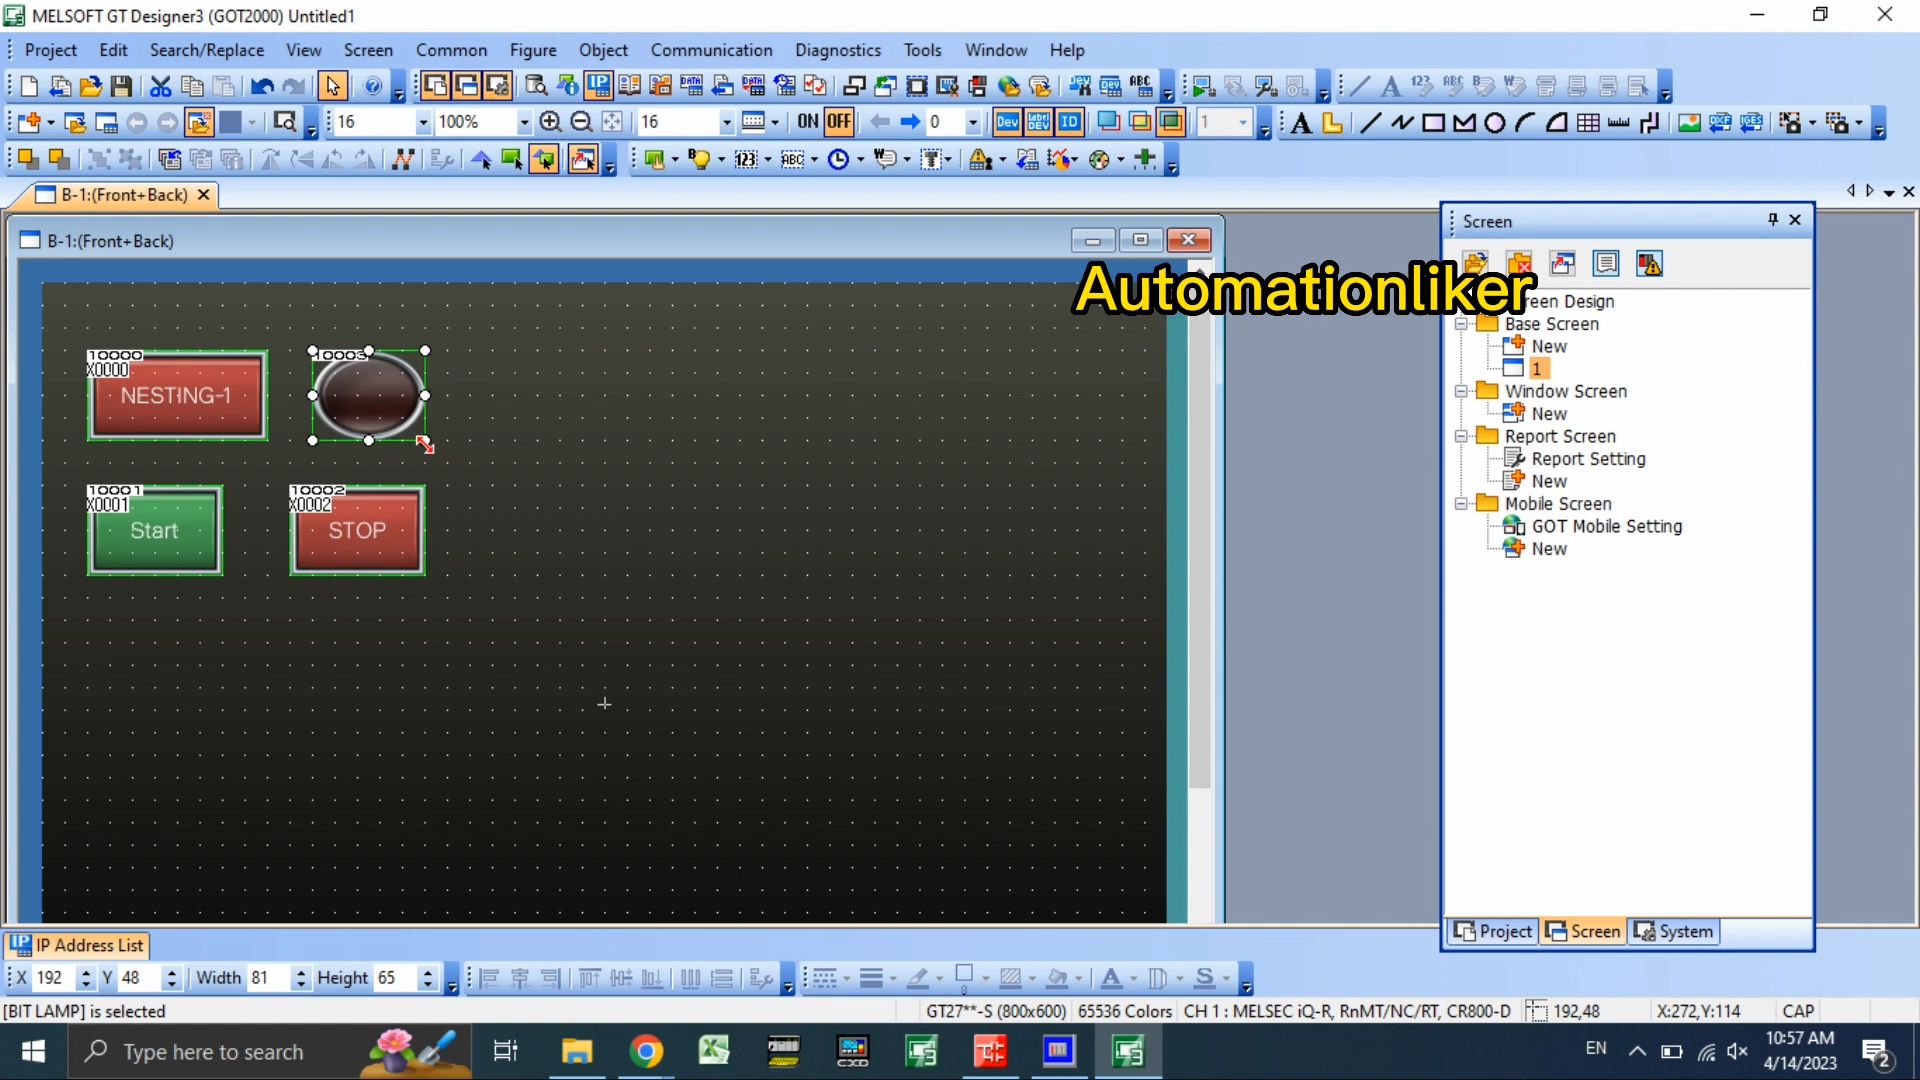 MELSOFT GT Designer3 (GOT2000) Untitled1
Project Edit Search/Replace View Screen Common Figure Object Communication Diagnostics Tools Window Help
16 100% 16 ON OFF 0 Dev ID 1
B-1:(Front+Back)
B-1:(Front+Back)
Screen
Automationliker
Base Screen
New
1
Window Screen
New
Report Screen
Report Setting
New
Mobile Screen
GOT Mobile Setting
New
10000
X0000
NESTING-1
10003
10001
X0001
Start
10002
X0002
STOP
Project Screen System
IP Address List
X 192 Y 48 Width 81 Height 65
[BIT LAMP] is selected
GT27**-S (800x600) 65536 Colors CH 1 : MELSEC iQ-R, RnMT/NC/RT, CR800-D 192,48 X:272,Y:114 CAP
Type here to search
EN
10:57 AM
4/14/2023
2